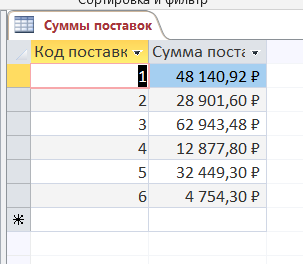 Сортировка и фильтр
Суммы поставок
Код поставк Сумма поста
1 48 140,92 ₽
2 28 901,60 ₽
3 62 943,48 ₽
4 12 877,80 ₽
5 32 449,30 ₽
6 4 754,30 ₽